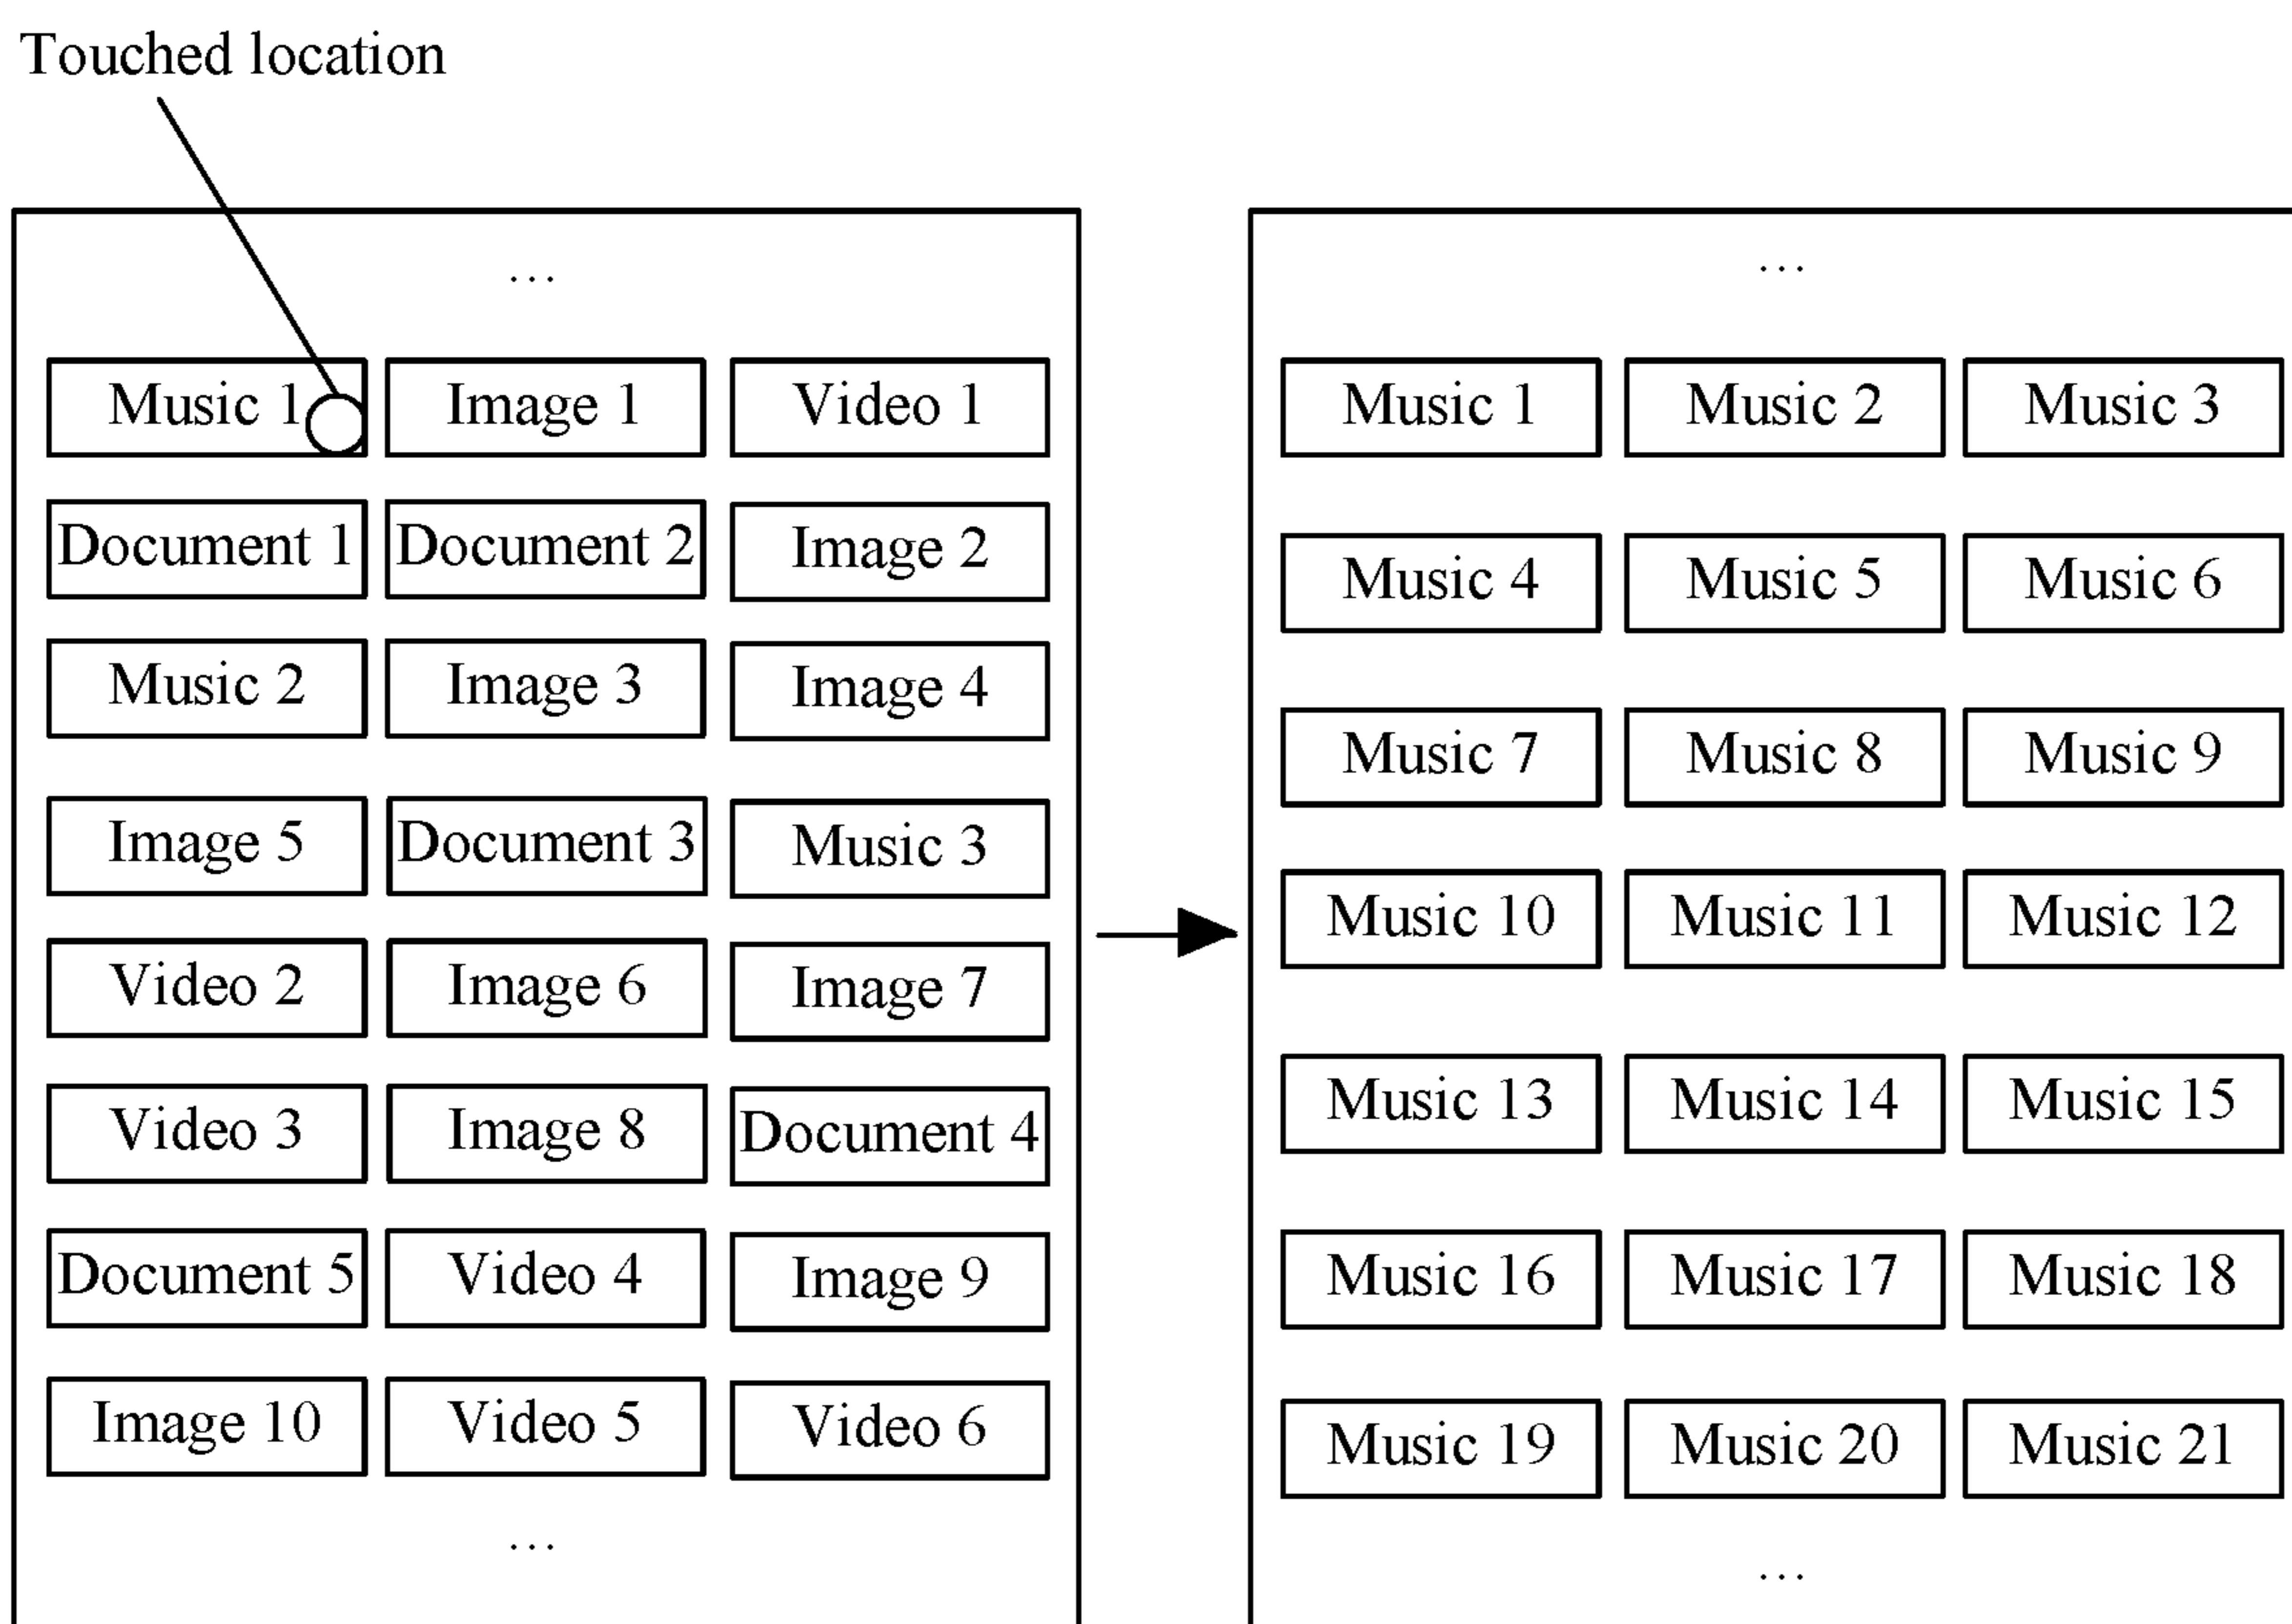 Touched location
...
Music 1 Image 1 Video 1
Document 1 Document 2 Image 2
Music 2 Image 3 Image 4
Image 5 Document 3 Music 3
Video 2 Image 6 Image 7
Video 3 Image 8 Document 4
Document 5 Video 4 Image 9
Image 10 Video 5 Video 6
...
...
Music 1 Music 2 Music 3
Music 4 Music 5 Music 6
Music 7 Music 8 Music 9
Music 10 Music 11 Music 12
Music 13 Music 14 Music 15
Music 16 Music 17 Music 18
Music 19 Music 20 Music 21
...